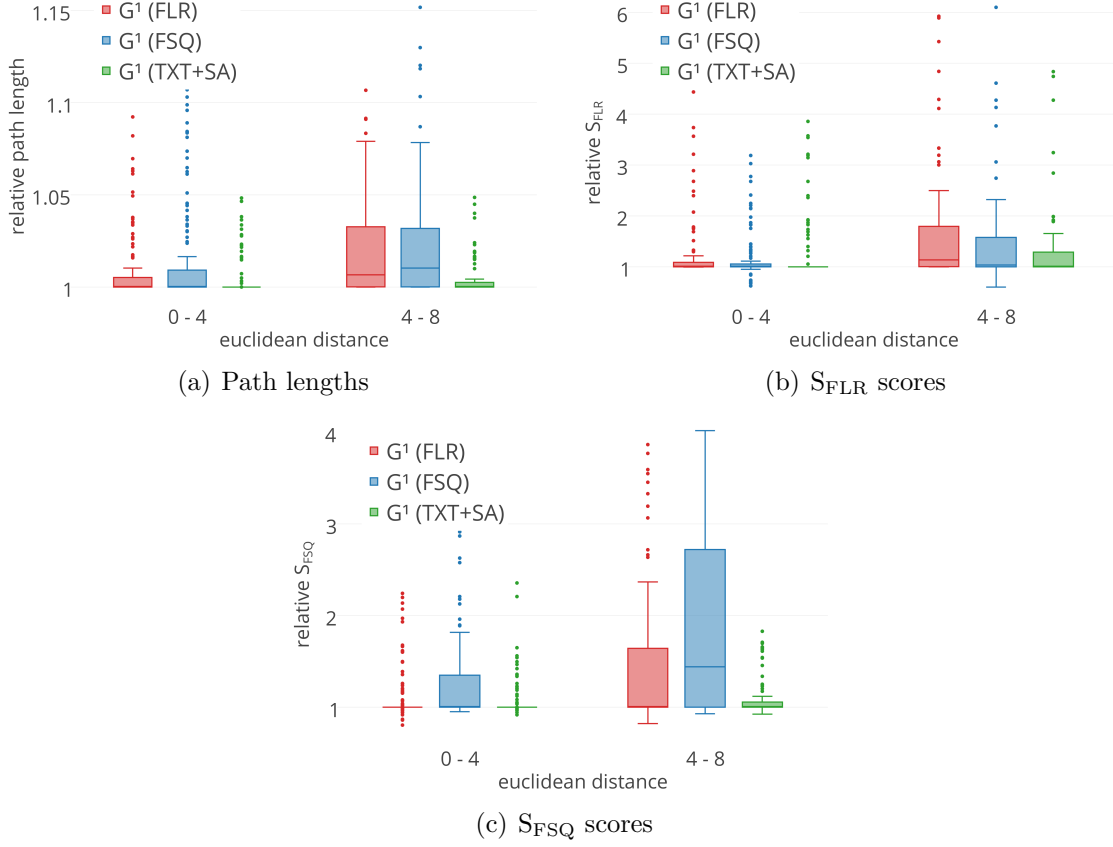 1.15
1.1
1.05
1
relative path length
G¹ (FLR)
G¹ (FSQ)
G¹ (TXT+SA)
0 - 4
4 - 8
euclidean distance
(a) Path lengths
6
5
4
3
2
1
relative S_FLR
G¹ (FLR)
G¹ (FSQ)
G¹ (TXT+SA)
0 - 4
4 - 8
euclidean distance
(b) S_FLR scores
4
3
2
1
relative S_FSQ
G¹ (FLR)
G¹ (FSQ)
G¹ (TXT+SA)
0 - 4
4 - 8
euclidean distance
(c) S_FSQ scores